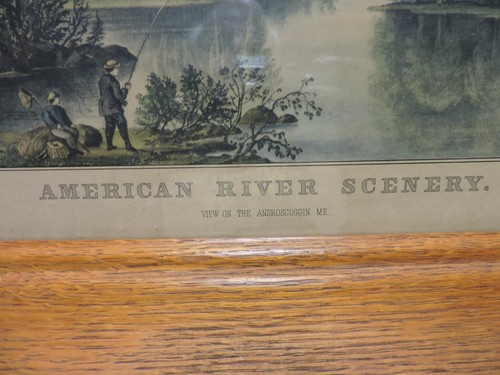 AMERICAN RIVER SCENERY.
VIEW ON THE ANDROSCOGGIN ME.